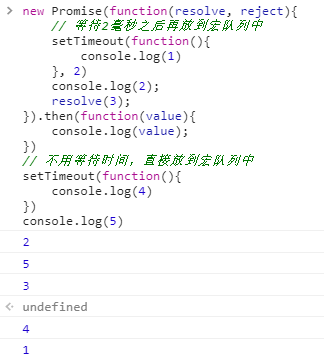 > new Promise(function(resolve, reject){
    // 等待2毫秒之后再放到宏队列中
    setTimeout(function(){
        console.log(1)
    }, 2)
    console.log(2);
    resolve(3);
}).then(function(value){
    console.log(value);
})
// 不用等待时间，直接放到宏队列中
setTimeout(function(){
    console.log(4)
})
console.log(5)
2
5
3
undefined
4
1